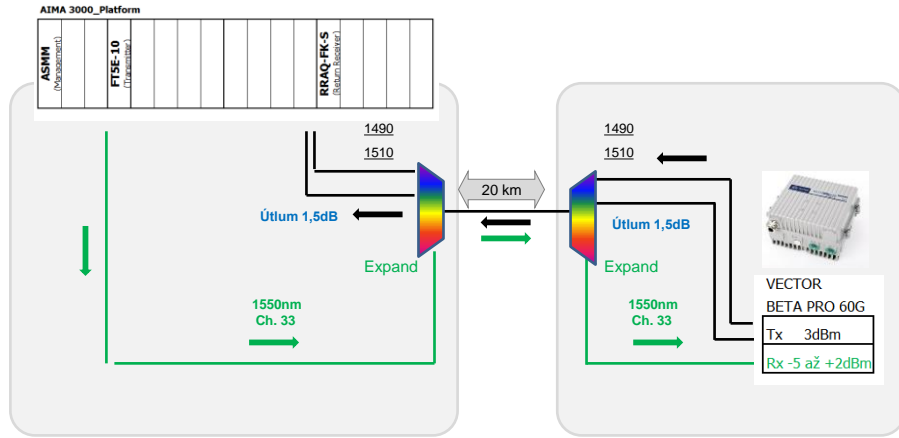 AIMA 3000_Platform
ASMM
(Management)
FT5E-10
(Transmitter)
RRAQ-FK-S
(Return Receiver)
1490
1510
1490
1510
20 km
Útlum 1,5dB
Útlum 1,5dB
Expand
Expand
1550nm
Ch. 33
1550nm
Ch. 33
VECTOR
BETA PRO 60G
Tx 3dBm
Rx -5 až +2dBm